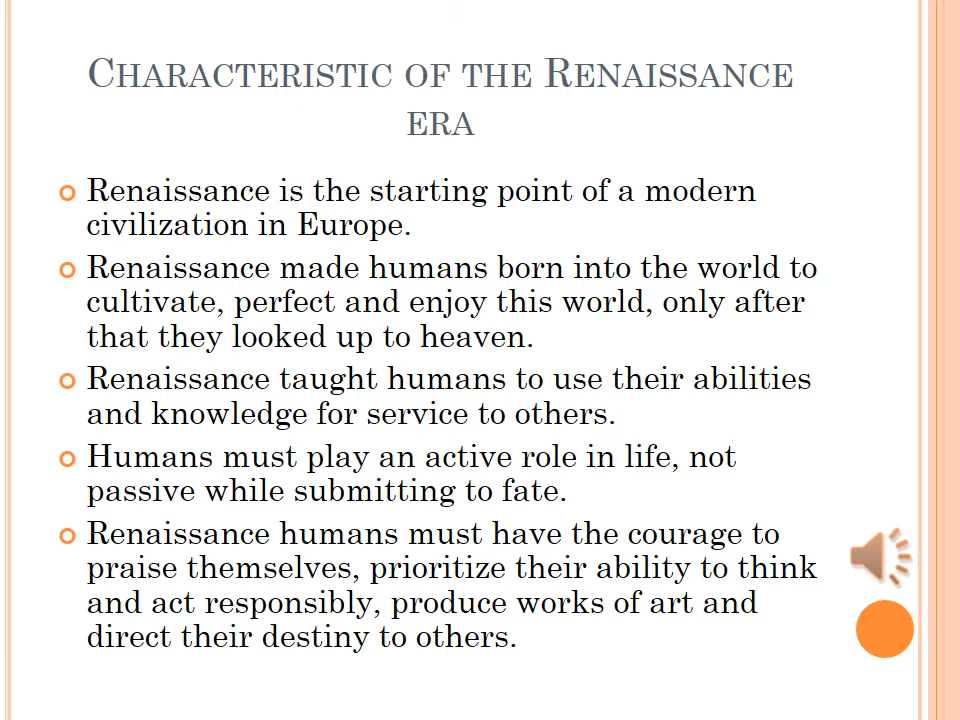 CHARACTERISTIC OF THE RENAISSANCE
ERA
Renaissance is the starting point of a modern
civilization in Europe.
Renaissance made humans born into the world to
cultivate, perfect and enjoy this world, only after
that they looked up to heaven.
Renaissance taught humans to use their abilities
and knowledge for service to others.
Humans must play an active role in life, not
passive while submitting to fate.
Renaissance humans must have the courage to
praise themselves, prioritize their ability to think
and act responsibly, produce works of art and
direct their destiny to others.